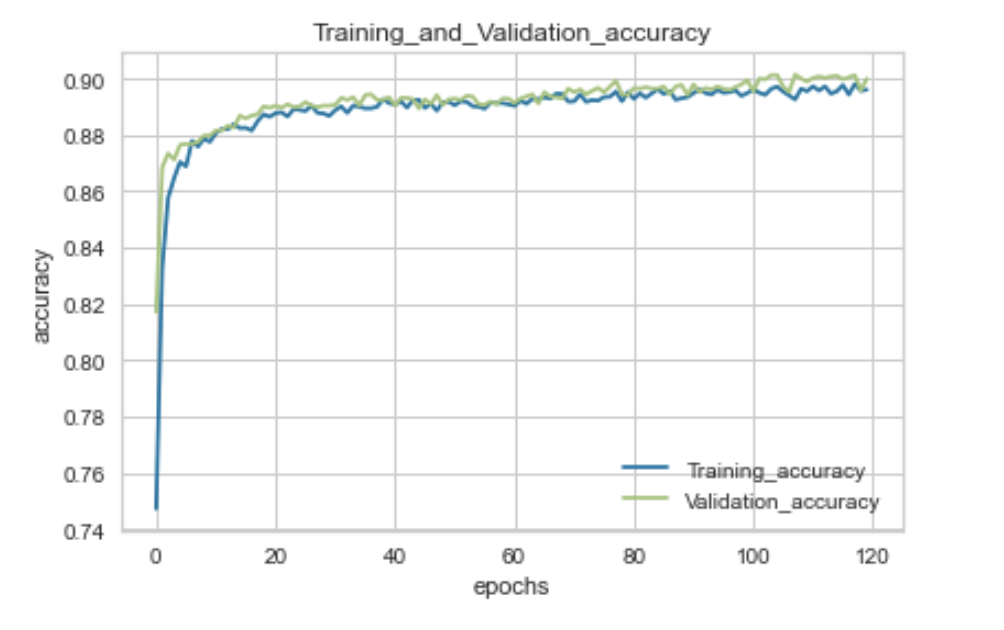 Training_and_Validation_accuracy
0.90
0.88
0.86
0.84
0.82
0.80
0.78
0.76
0.74
accuracy
Training_accuracy
Validation_accuracy
0 20 40 60 80 100 120
epochs